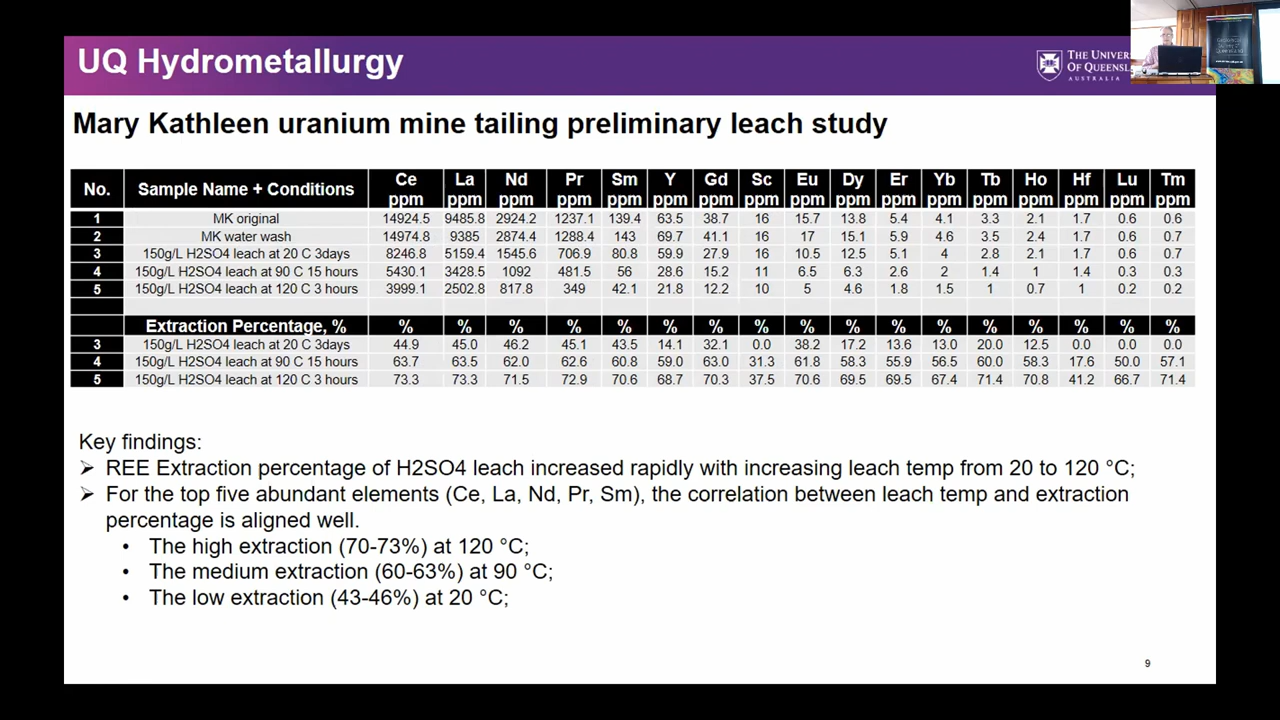 UQ Hydrometallurgy
THE UNIVER
OF QUEENSL
AUSTRALIA
Mary Kathleen uranium mine tailing preliminary leach study
No. Sample Name + Conditions Ce ppm La ppm Nd ppm Pr ppm Sm ppm Y ppm Gd ppm Sc ppm Eu ppm Dy ppm Er ppm Yb ppm Tb ppm Ho ppm Hf ppm Lu ppm Tm ppm
1 MK original 14924.5 9485.8 2924.2 1237.1 139.4 63.5 38.7 16 15.7 13.8 5.4 4.1 3.3 2.1 1.7 0.6 0.6
2 MK water wash 14974.8 9385 2874.4 1288.4 143 69.7 41.1 16 17 15.1 5.9 4.6 3.5 2.4 1.7 0.6 0.7
3 150g/L H2SO4 leach at 20 C 3days 8246.8 5159.4 1545.6 706.9 80.8 59.9 27.9 16 10.5 12.5 5.1 4 2.8 2.1 1.7 0.6 0.7
4 150g/L H2SO4 leach at 90 C 15 hours 5430.1 3428.5 1092 481.5 56 28.6 15.2 11 6.5 6.3 2.6 2 1.4 1 1.4 0.3 0.3
5 150g/L H2SO4 leach at 120 C 3 hours 3999.1 2502.8 817.8 349 42.1 21.8 12.2 10 5 4.6 1.8 1.5 1 0.7 1 0.2 0.2
Extraction Percentage, % % % % % % % % % % % % % % % % % %
3 150g/L H2SO4 leach at 20 C 3days 44.9 45.0 46.2 45.1 43.5 14.1 32.1 0.0 38.2 17.2 13.6 13.0 20.0 12.5 0.0 0.0 0.0
4 150g/L H2SO4 leach at 90 C 15 hours 63.7 63.5 62.0 62.6 60.8 59.0 63.0 31.3 61.8 58.3 55.9 56.5 60.0 58.3 17.6 50.0 57.1
5 150g/L H2SO4 leach at 120 C 3 hours 73.3 73.3 71.5 72.9 70.6 68.7 70.3 37.5 70.6 69.5 69.5 67.4 71.4 70.8 41.2 66.7 71.4
Key findings:
➢ REE Extraction percentage of H2SO4 leach increased rapidly with increasing leach temp from 20 to 120 °C;
➢ For the top five abundant elements (Ce, La, Nd, Pr, Sm), the correlation between leach temp and extraction
percentage is aligned well.
• The high extraction (70-73%) at 120 °C;
• The medium extraction (60-63%) at 90 °C;
• The low extraction (43-46%) at 20 °C;
9